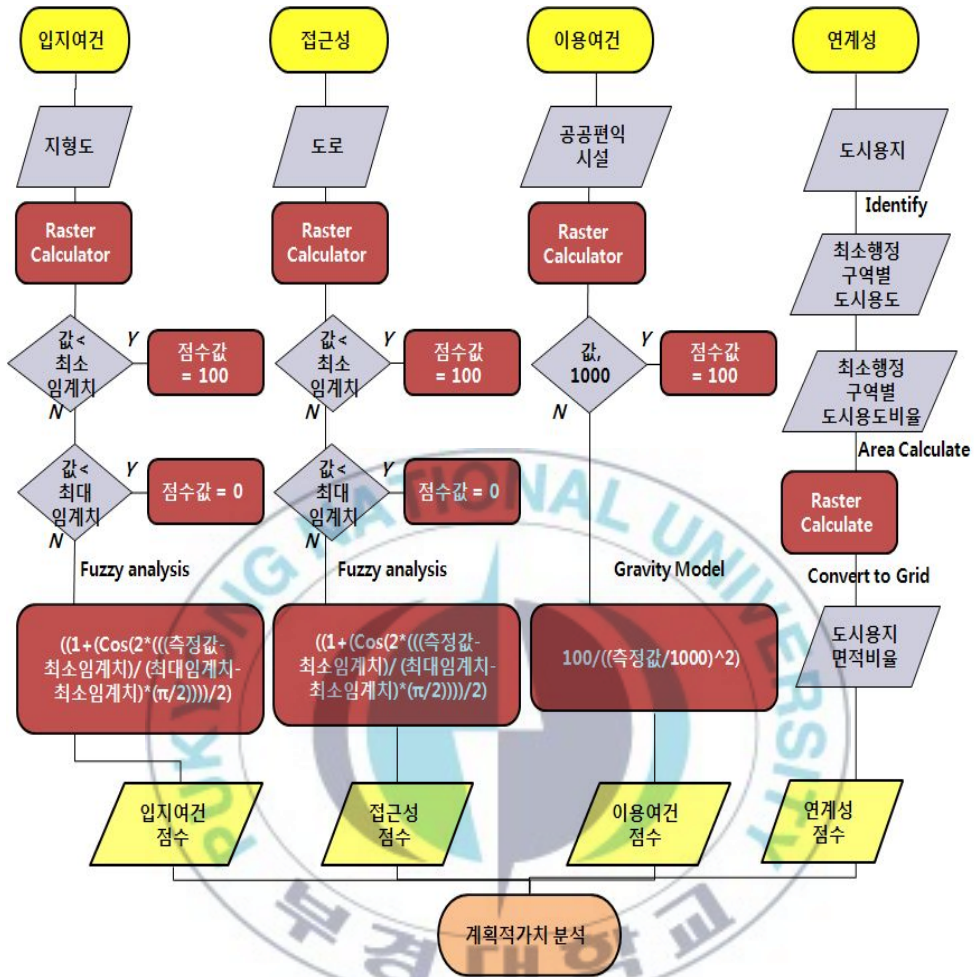 입지여건
접근성
이용여건
연계성
지형도
도로
공공편익
시설
도시용지
Identify
Raster
Calculator
Raster
Calculator
Raster
Calculator
최소행정
구역별
도시용도
값<
최소
임계치
Y
점수값
= 100
N
값<
최소
임계치
Y
점수값
= 100
N
값,
1000
Y
점수값
= 100
N
최소행정
구역별
도시용도비율
Area Calculate
값<
최대
임계치
Y
점수값 = 0
N
값<
최대
임계치
Y
점수값 = 0
N
Raster
Calculate
Fuzzy analysis
Fuzzy analysis
Gravity Model
Convert to Grid
((1+(Cos(2*(((측정값-
최소임계치)/ (최대임계치-
최소임계치)*(π/2))))/2)
((1+(Cos(2*(((측정값-
최소임계치)/ (최대임계치-
최소임계치)*(π/2))))/2)
100/((측정값/1000)^2)
도시용지
면적비율
입지여건
점수
접근성
점수
이용여건
점수
연계성
점수
계획적가치 분석
PUKYONG NATIONAL UNIVERSITY
부경대학교